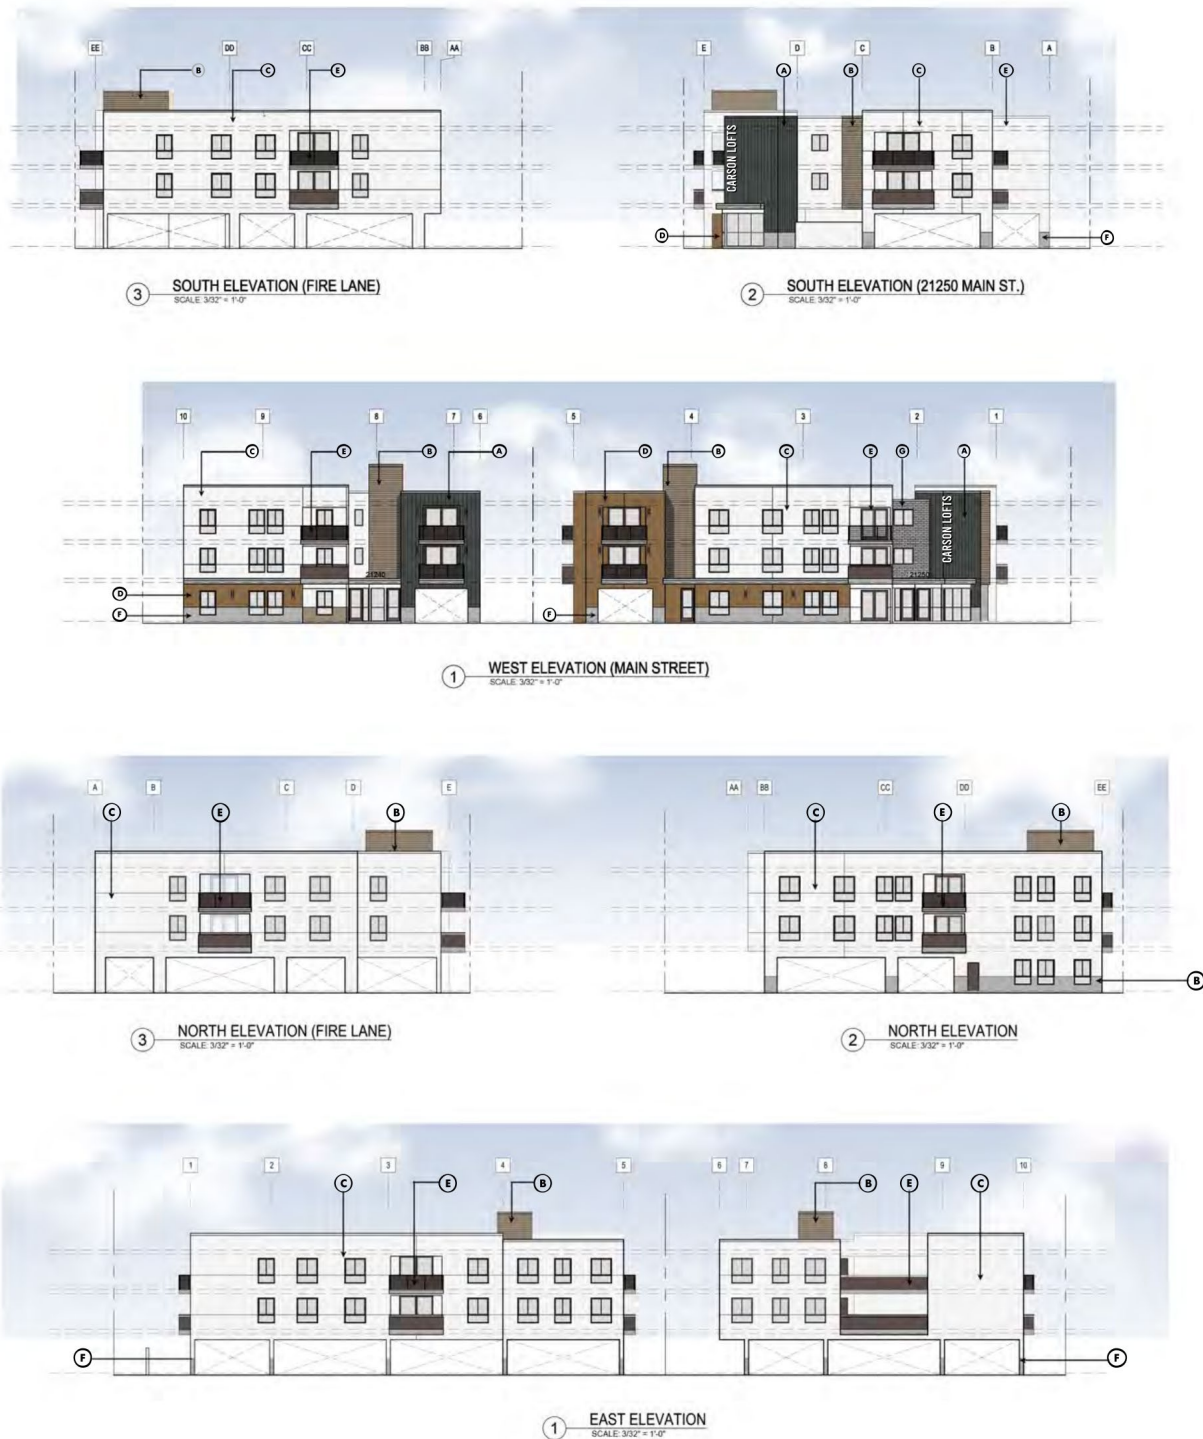 EE DD CC BB AA
B C E
3 SOUTH ELEVATION (FIRE LANE)
SCALE: 3/32" = 1'-0"
E D C B A
A B C E
CARSON LOFTS
D F
2 SOUTH ELEVATION (21250 MAIN ST.)
SCALE: 3/32" = 1'-0"
10 9 8 7 6 5 4 3 2 1
C E B A D B C E G A
CARSON LOFTS
21240 21250
D
F F
1 WEST ELEVATION (MAIN STREET)
SCALE: 3/32" = 1'-0"
A B C D E
C E B
3 NORTH ELEVATION (FIRE LANE)
SCALE: 3/32" = 1'-0"
AA BB CC DD EE
C E B
B
2 NORTH ELEVATION
SCALE: 3/32" = 1'-0"
1 2 3 4 5 6 7 8 9 10
C E B B E C
F F
1 EAST ELEVATION
SCALE: 3/32" = 1'-0"